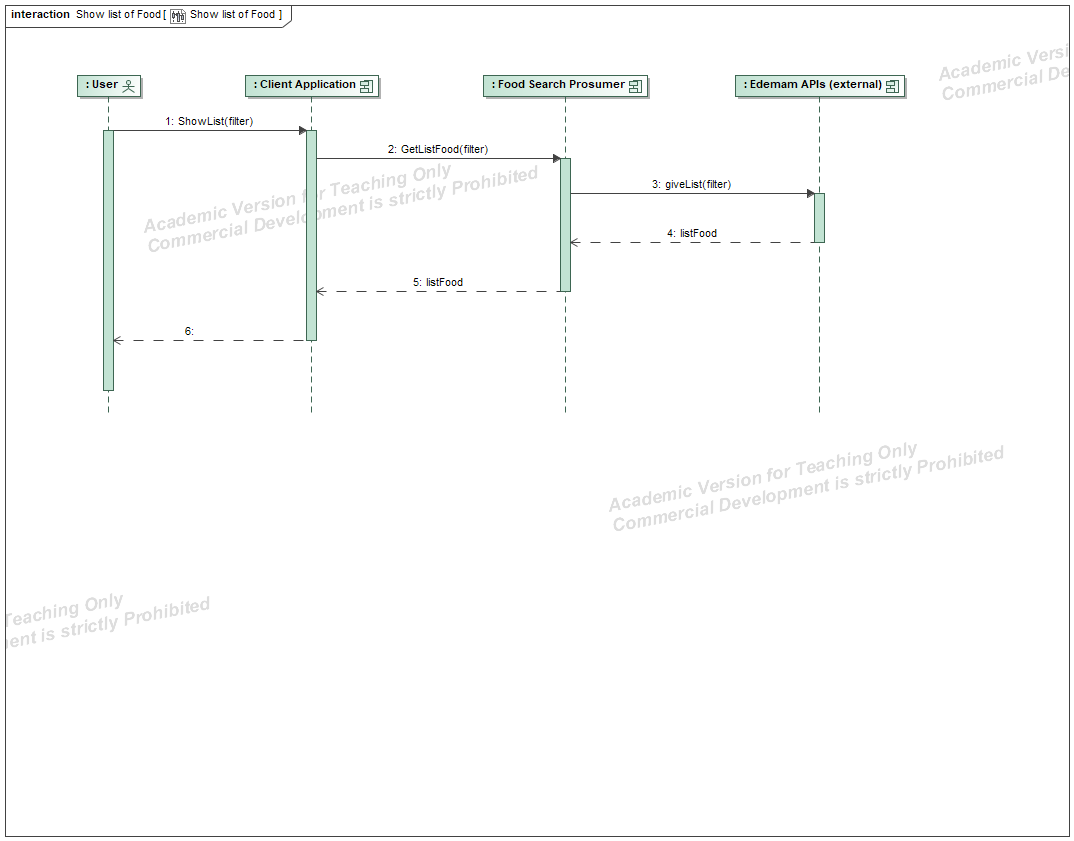 interaction Show list of Food [ Show list of Food ]
Academic Versi
Commercial De
: User
: Client Application
: Food Search Prosumer
: Edemam APIs (external)
1: ShowList(filter)
2: GetListFood(filter)
Academic Version for Teaching Only
Commercial Development is strictly Prohibited
3: giveList(filter)
4: listFood
5: listFood
6:
Academic Version for Teaching Only
Commercial Development is strictly Prohibited
Teaching Only
ent is strictly Prohibited